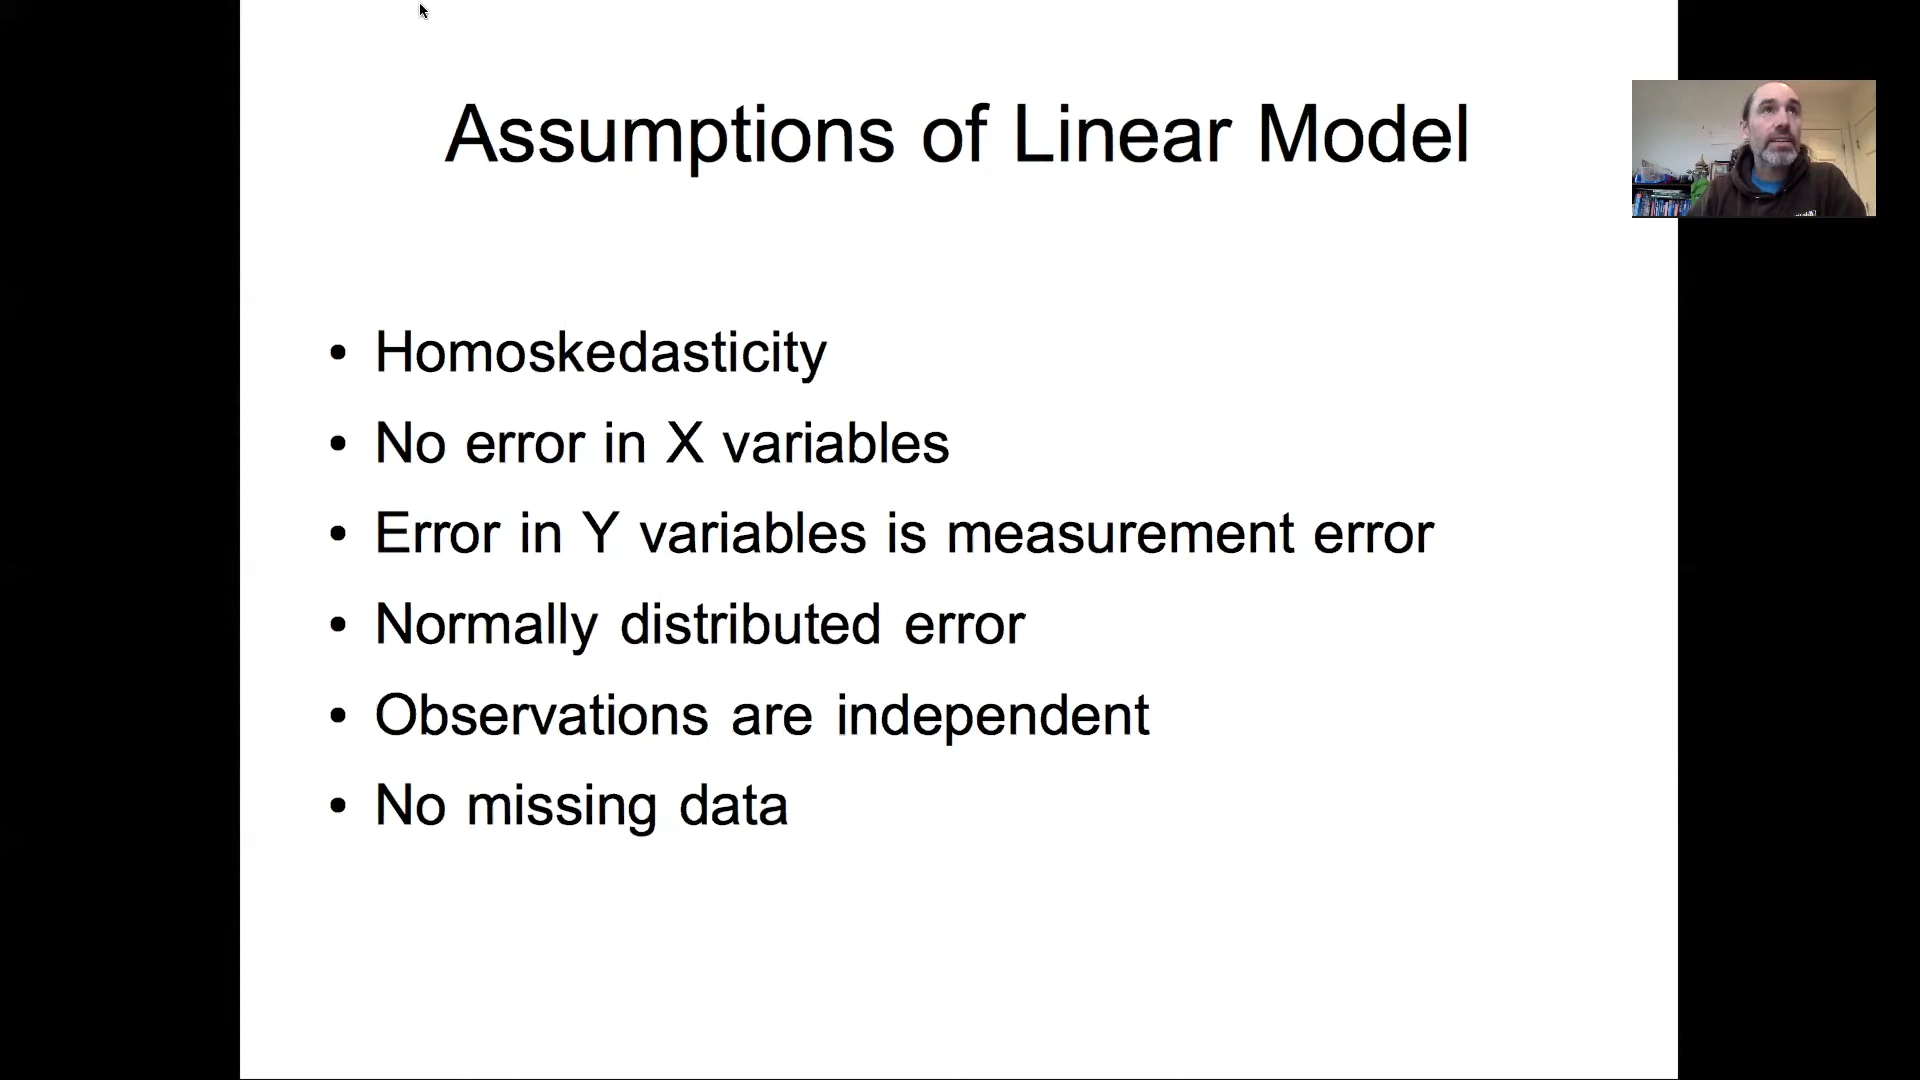 Assumptions of Linear Model
• Homoskedasticity
• No error in X variables
• Error in Y variables is measurement error
• Normally distributed error
• Observations are independent
• No missing data